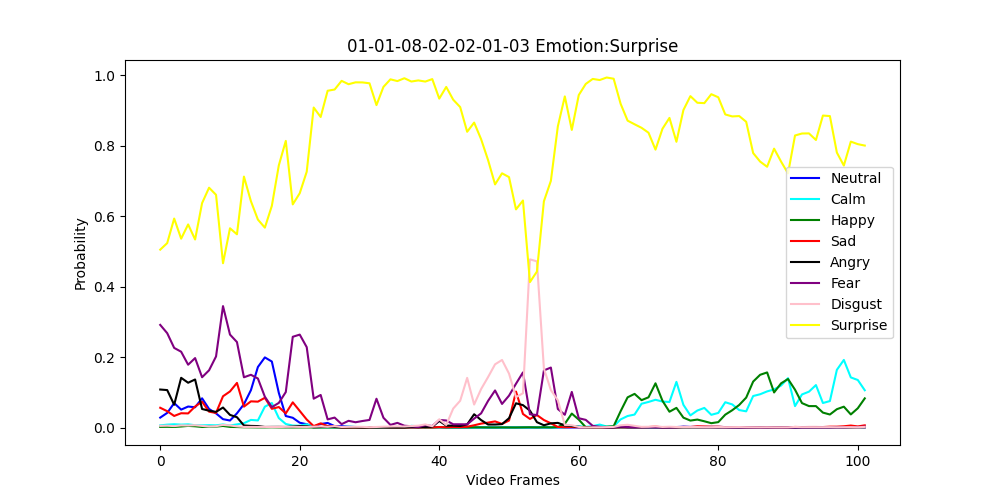 01-01-08-02-02-01-03 Emotion:Surprise
1.0
0.8
0.6
0.4
0.2
0.0
Probability
0 20 40 60 80 100
Video Frames
Neutral
Calm
Happy
Sad
Angry
Fear
Disgust
Surprise